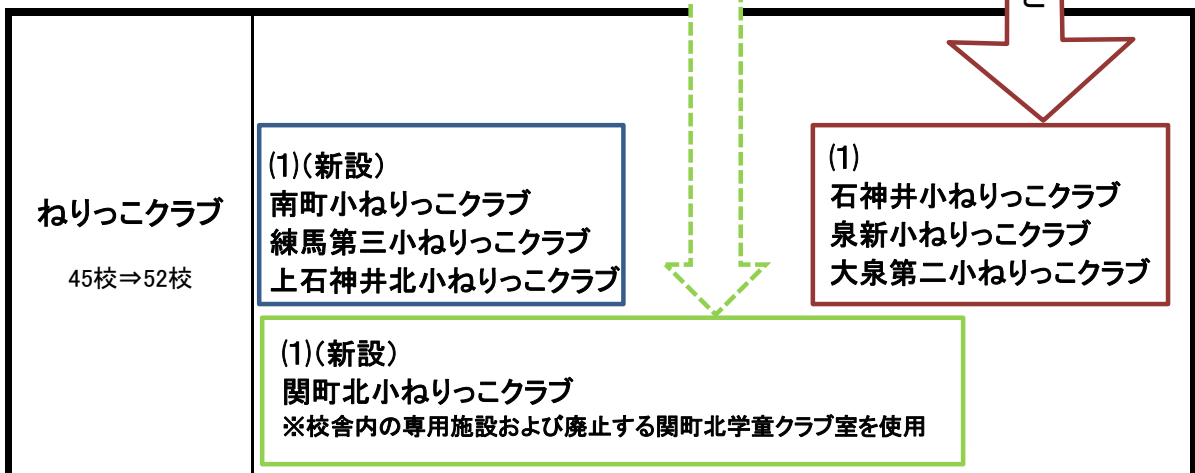 ねりっこクラブ
45校⇒52校
(1)(新設)
南町小ねりっこクラブ
練馬第三小ねりっこクラブ
上石神井北小ねりっこクラブ
(1)
石神井小ねりっこクラブ
泉新小ねりっこクラブ
大泉第二小ねりっこクラブ
(1)(新設)
関町北小ねりっこクラブ
※校舎内の専用施設および廃止する関町北学童クラブ室を使用